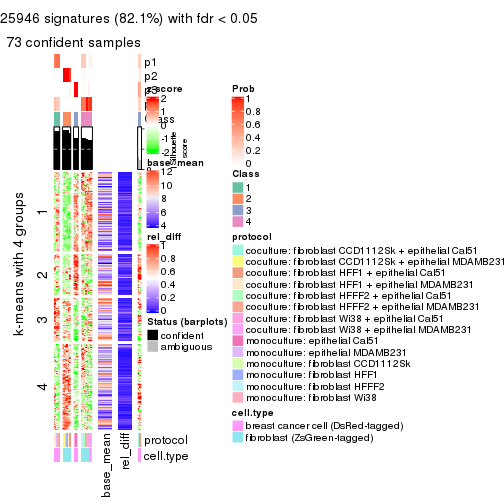 25946 signatures (82.1%) with fdr < 0.05
73 confident samples
p1
p2
p3
Class
Silhouette
score
k-means with 4 groups
1
2
3
4
base_mean
rel_diff
protocol
cell.type
z_score
2
1
0
-1
-2
base_mean
12
10
8
6
4
rel_diff
1
0.8
0.6
0.4
0.2
0
Status (barplots)
confident
ambiguous
Prob
1
0.8
0.6
0.4
0.2
0
Class
1
2
3
4
protocol
coculture: fibroblast CCD1112Sk + epithelial Cal51
coculture: fibroblast CCD1112Sk + epithelial MDAMB231
coculture: fibroblast HFF1 + epithelial Cal51
coculture: fibroblast HFF1 + epithelial MDAMB231
coculture: fibroblast HFFF2 + epithelial Cal51
coculture: fibroblast HFFF2 + epithelial MDAMB231
coculture: fibroblast Wi38 + epithelial Cal51
coculture: fibroblast Wi38 + epithelial MDAMB231
monoculture: epithelial Cal51
monoculture: epithelial MDAMB231
monoculture: fibroblast CCD1112Sk
monoculture: fibroblast HFF1
monoculture: fibroblast HFFF2
monoculture: fibroblast Wi38
cell.type
breast cancer cell (DsRed-tagged)
fibroblast (ZsGreen-tagged)